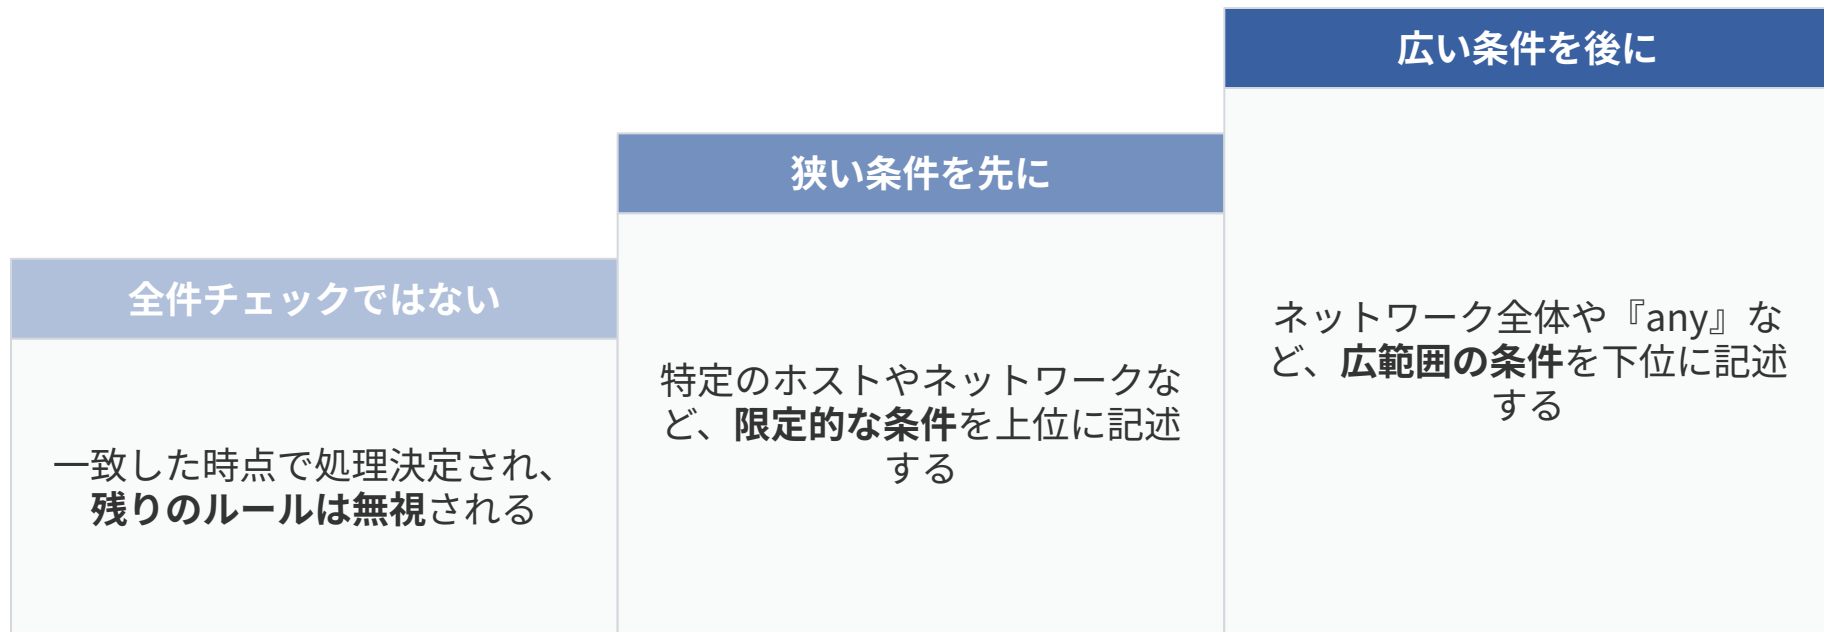 全件チェックではない
一致した時点で処理決定され、
残りのルールは無視される
狭い条件を先に
特定のホストやネットワークな
ど、限定的な条件を上位に記述
する
広い条件を後に
ネットワーク全体や『any』な
ど、広範囲の条件を下位に記述
する